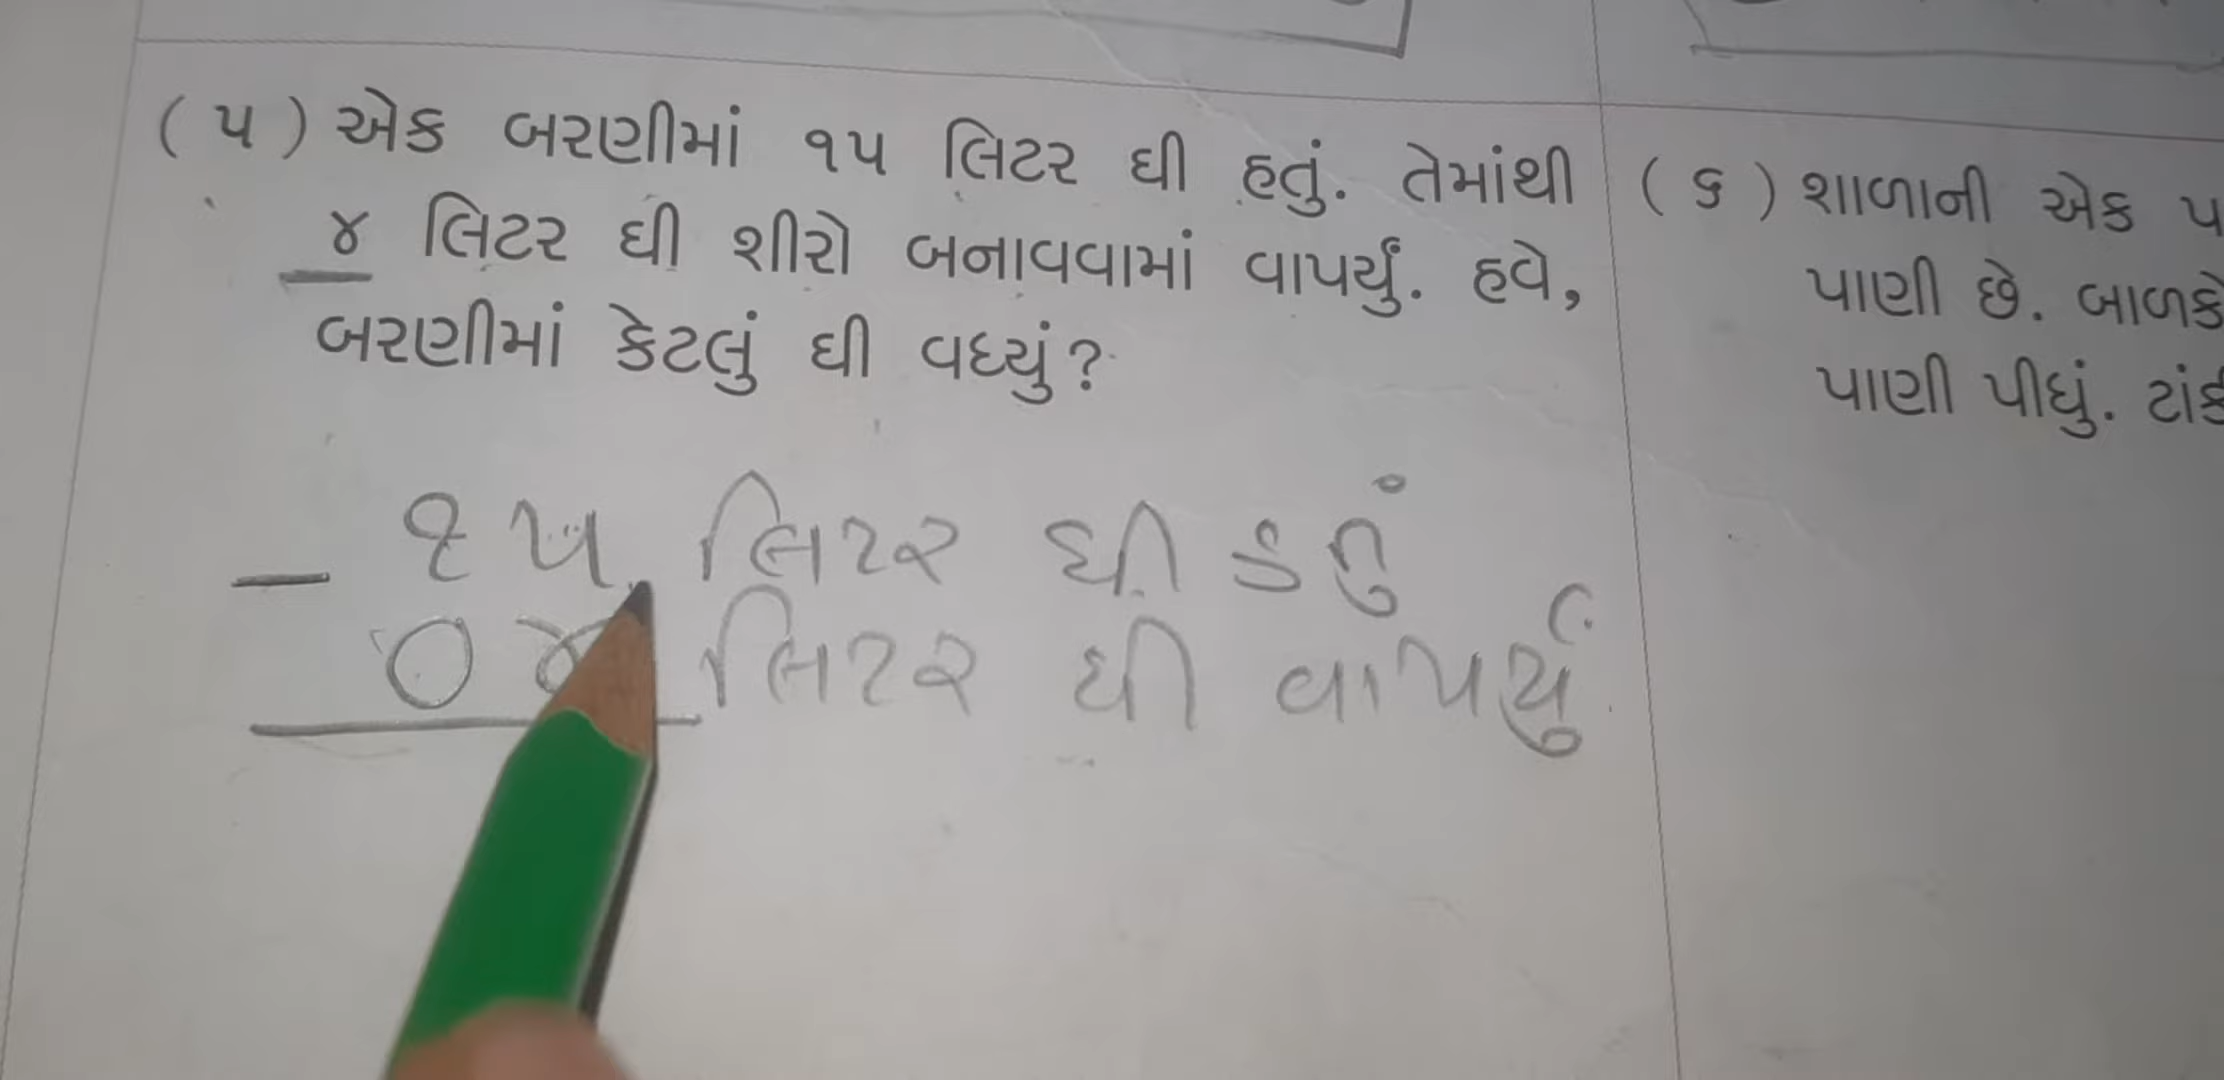 (૫) એક બરણીમાં ૧૫ લિટર ઘી હતું. તેમાંથી
૪ લિટર ઘી શીરો બનાવવામાં વાપર્યું. હવે,
બરણીમાં કેટલું ઘી વધ્યું?
(૬) શાળાની એક
પાણી છે.
પાણી પીધું.
- ૧૫ લિટર ઘી હતું
૦૪ લિટર ઘી વાપર્યું